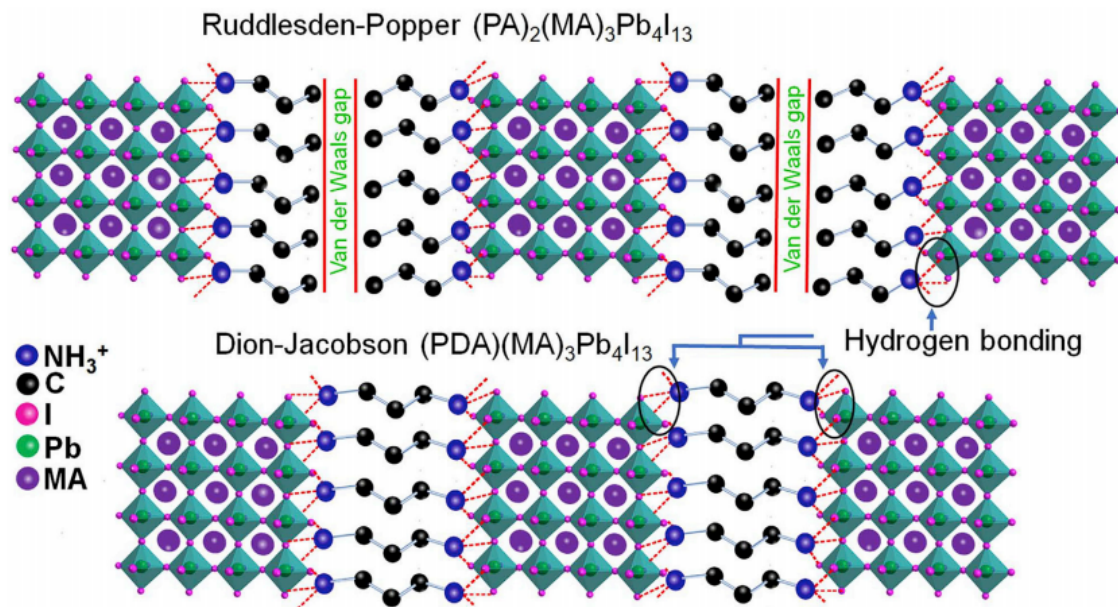 Ruddlesden-Popper (PA)₂(MA)₃Pb₄I₁₃
Van der Waals gap
Van der Waals gap
Dion-Jacobson (PDA)(MA)₃Pb₄I₁₃
Hydrogen bonding
NH₃⁺
C
I
Pb
MA